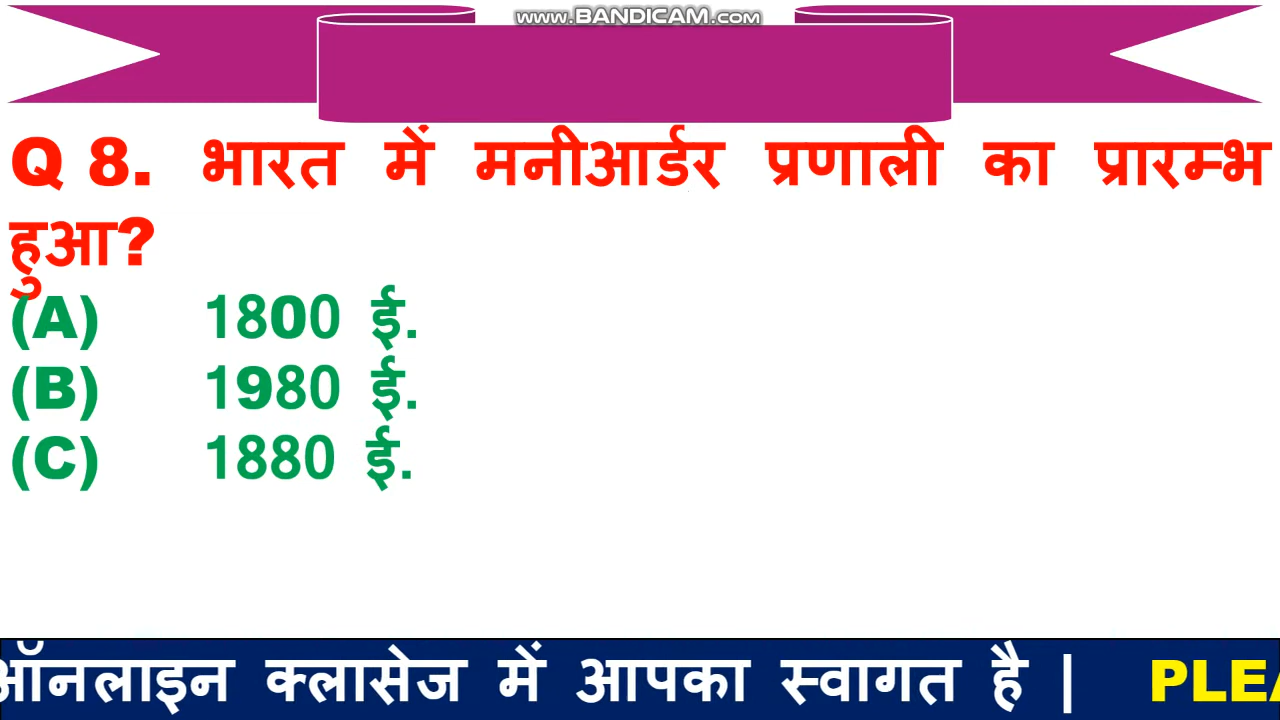 www.BANDICAM.com
Q 8. भारत में मनीआर्डर प्रणाली का प्रारम्भ
हुआ?
(A) 1800 ई.
(B) 1980 ई.
(C) 1880 ई.
ऑनलाइन क्लासेज में आपका स्वागत है | PLEA